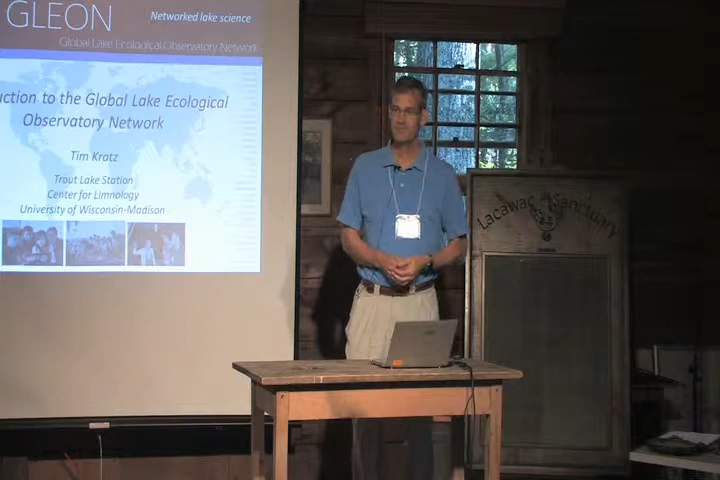 GLEON
Networked lake science
Global Lake Ecological Observatory Network
uction to the Global Lake Ecological
Observatory Network
Tim Kratz
Trout Lake Station
Center for Limnology
University of Wisconsin-Madison
Lacawac Sanctuary